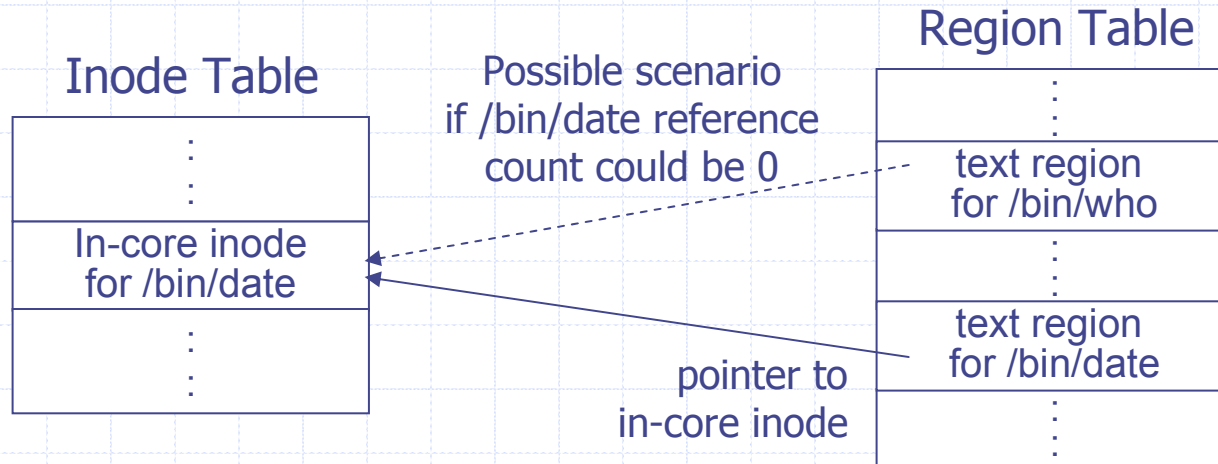 Region Table
Inode Table
Possible scenario
if /bin/date reference
count could be 0
text region
for /bin/who
In-core inode
for /bin/date
text region
for /bin/date
pointer to
in-core inode